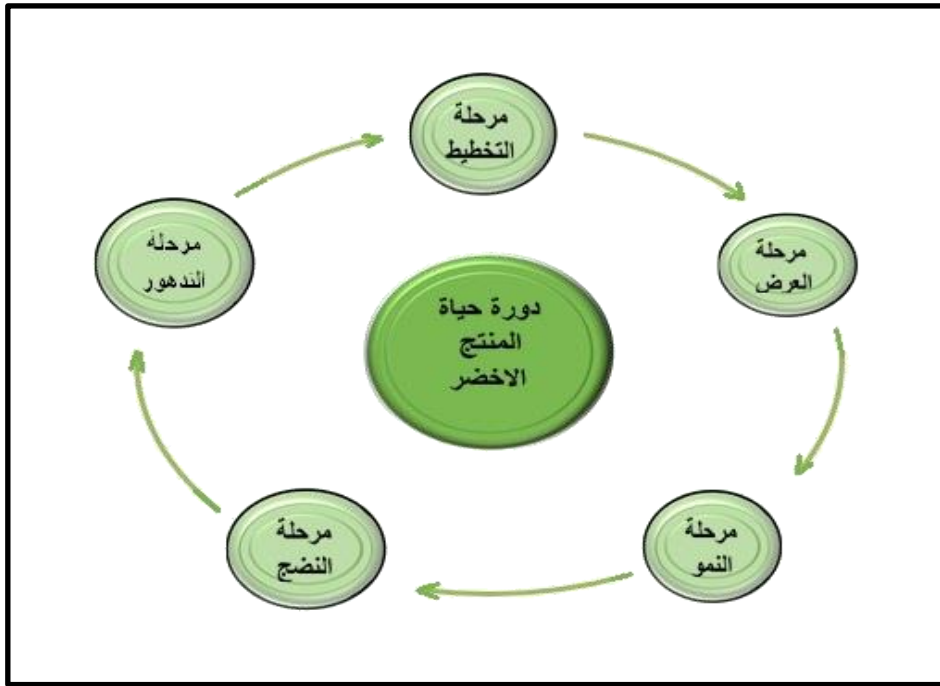 مرحلة
التخطيط
مرحلة
العرض
مرحلة
النمو
مرحلة
النضج
مرحلة
التدهور
دورة حياة
المنتج
الاخضر